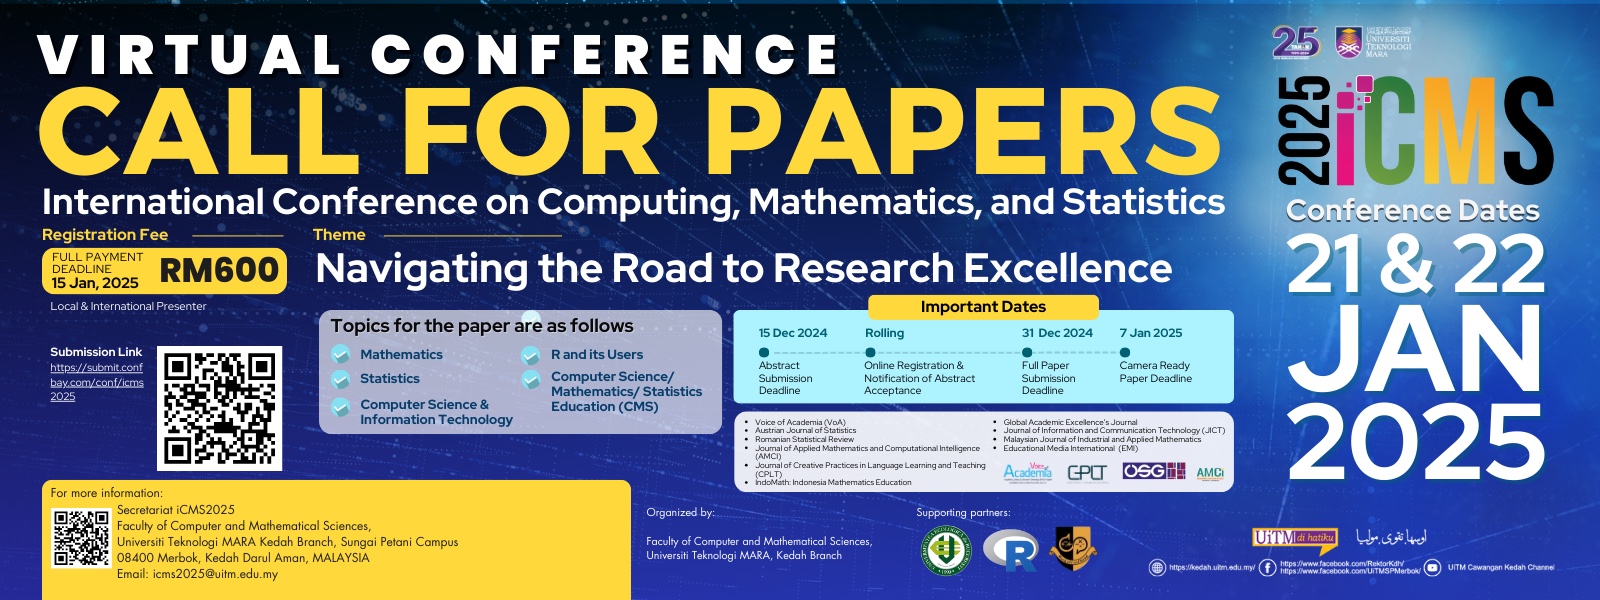 VIRTUAL CONFERENCE
CALL FOR PAPERS
International Conference on Computing, Mathematics, and Statistics
Registration Fee
FULL PAYMENT
DEADLINE
15 Jan, 2025
RM600
Local & International Presenter
Submission Link
https://submit.conf
bay.com/conf/icms
2025
Theme
Navigating the Road to Research Excellence
Topics for the paper are as follows
Mathematics
Statistics
Computer Science &
Information Technology
R and its Users
Computer Science/
Mathematics/ Statistics
Education (CMS)
Important Dates
15 Dec 2024
Abstract
Submission
Deadline
Rolling
Online Registration &
Notification of Abstract
Acceptance
31 Dec 2024
Full Paper
Submission
Deadline
7 Jan 2025
Camera Ready
Paper Deadline
Voice of Academia (VoA)
Austrian Journal of Statistics
Romanian Statistical Review
Journal of Applied Mathematics and Computational Intelligence
(AMCI)
Journal of Creative Practices in Language Learning and Teaching
(CPLT)
IndoMath: Indonesia Mathematics Education
Global Academic Excellence's Journal
Journal of Information and Communication Technology (JICT)
Malaysian Journal of Industrial and Applied Mathematics
Educational Media International (EMI)
Voice of
Academia
CPLT
OSG
AMCI
25
TAHUN
UNIVERSITI
TEKNOLOGI
MARA
2025
iCMS
Conference Dates
21 & 22
JAN
2025
For more information:
Secretariat iCMS2025
Faculty of Computer and Mathematical Sciences,
Universiti Teknologi MARA Kedah Branch, Sungai Petani Campus
08400 Merbok, Kedah Darul Aman, MALAYSIA
Email: icms2025@uitm.edu.my
Organized by:
Faculty of Computer and Mathematical Sciences,
Universiti Teknologi MARA, Kedah Branch
Supporting partners:
R
UiTM di hatiku
اوسها تقوى موليا
https://kedah.uitm.edu.my/
https://www.facebook.com/RektorKdh/
https://www.facebook.com/UiTMSPMerbok/
UiTM Cawangan Kedah Channel